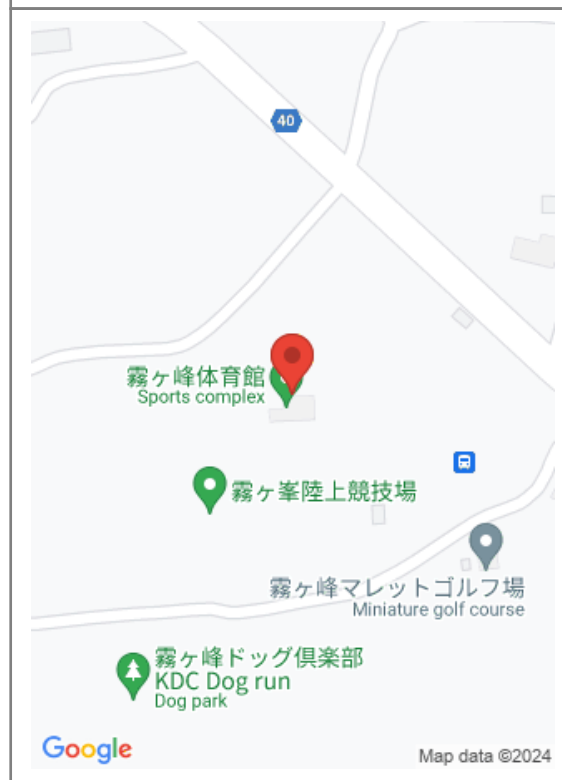 40
霧ヶ峰体育館
Sports complex
霧ヶ峯陸上競技場
霧ヶ峰マレットゴルフ場
Miniature golf course
霧ヶ峰ドッグ倶楽部
KDC Dog run
Dog park
Google
Map data ©2024